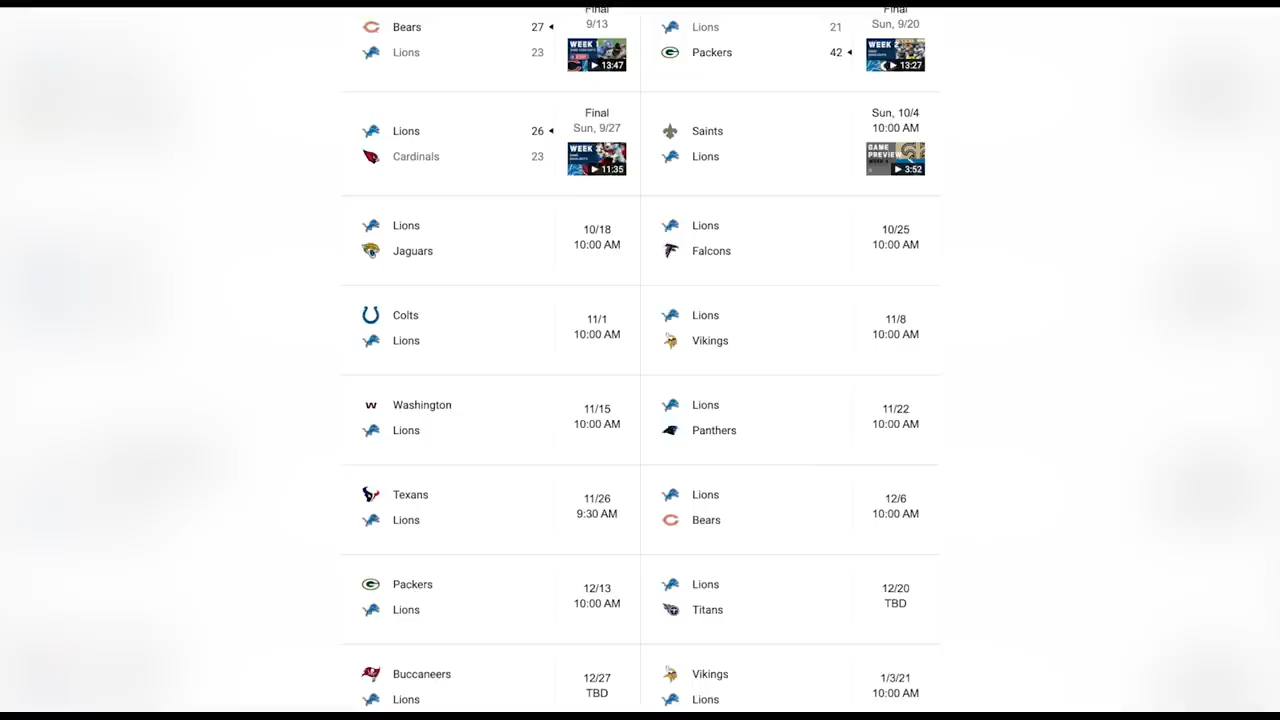 Final
Bears 27
9/13
Lions 23
WEEK
13:47
Final
Lions 21
Sun, 9/20
Packers 42
WEEK 2
13:27
Final
Sun, 9/27
Lions 26
Cardinals 23
WEEK
11:35
Sun, 10/4
10:00 AM
Saints
Lions
GAME
PREVIEW
3:52
Lions
Jaguars
10/18
10:00 AM
Lions
Falcons
10/25
10:00 AM
Colts
Lions
11/1
10:00 AM
Lions
Vikings
11/8
10:00 AM
W Washington
Lions
11/15
10:00 AM
Lions
Panthers
11/22
10:00 AM
Texans
Lions
11/26
9:30 AM
Lions
Bears
12/6
10:00 AM
Packers
Lions
12/13
10:00 AM
Lions
Titans
12/20
TBD
Buccaneers
Lions
12/27
TBD
Vikings
Lions
1/3/21
10:00 AM